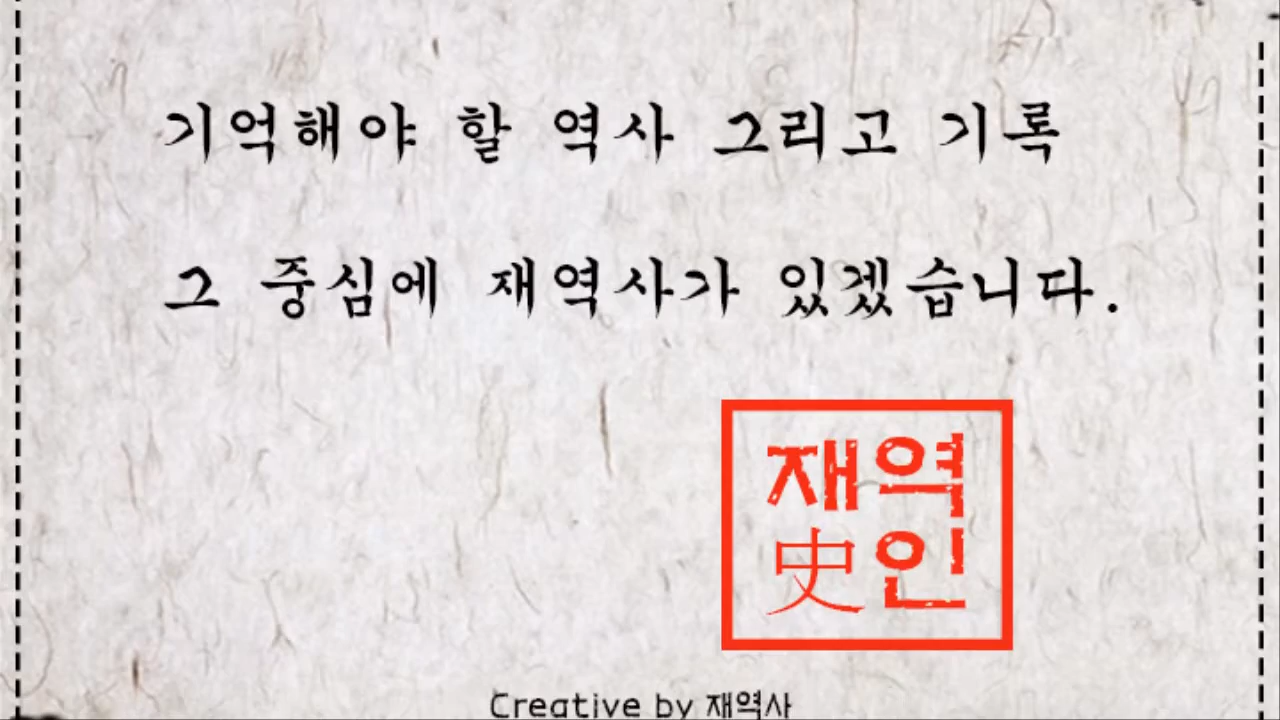 기억해야 할 역사 그리고 기록
그 중심에 재역사가 있겠습니다.
재역
史인
Creative by 재역사